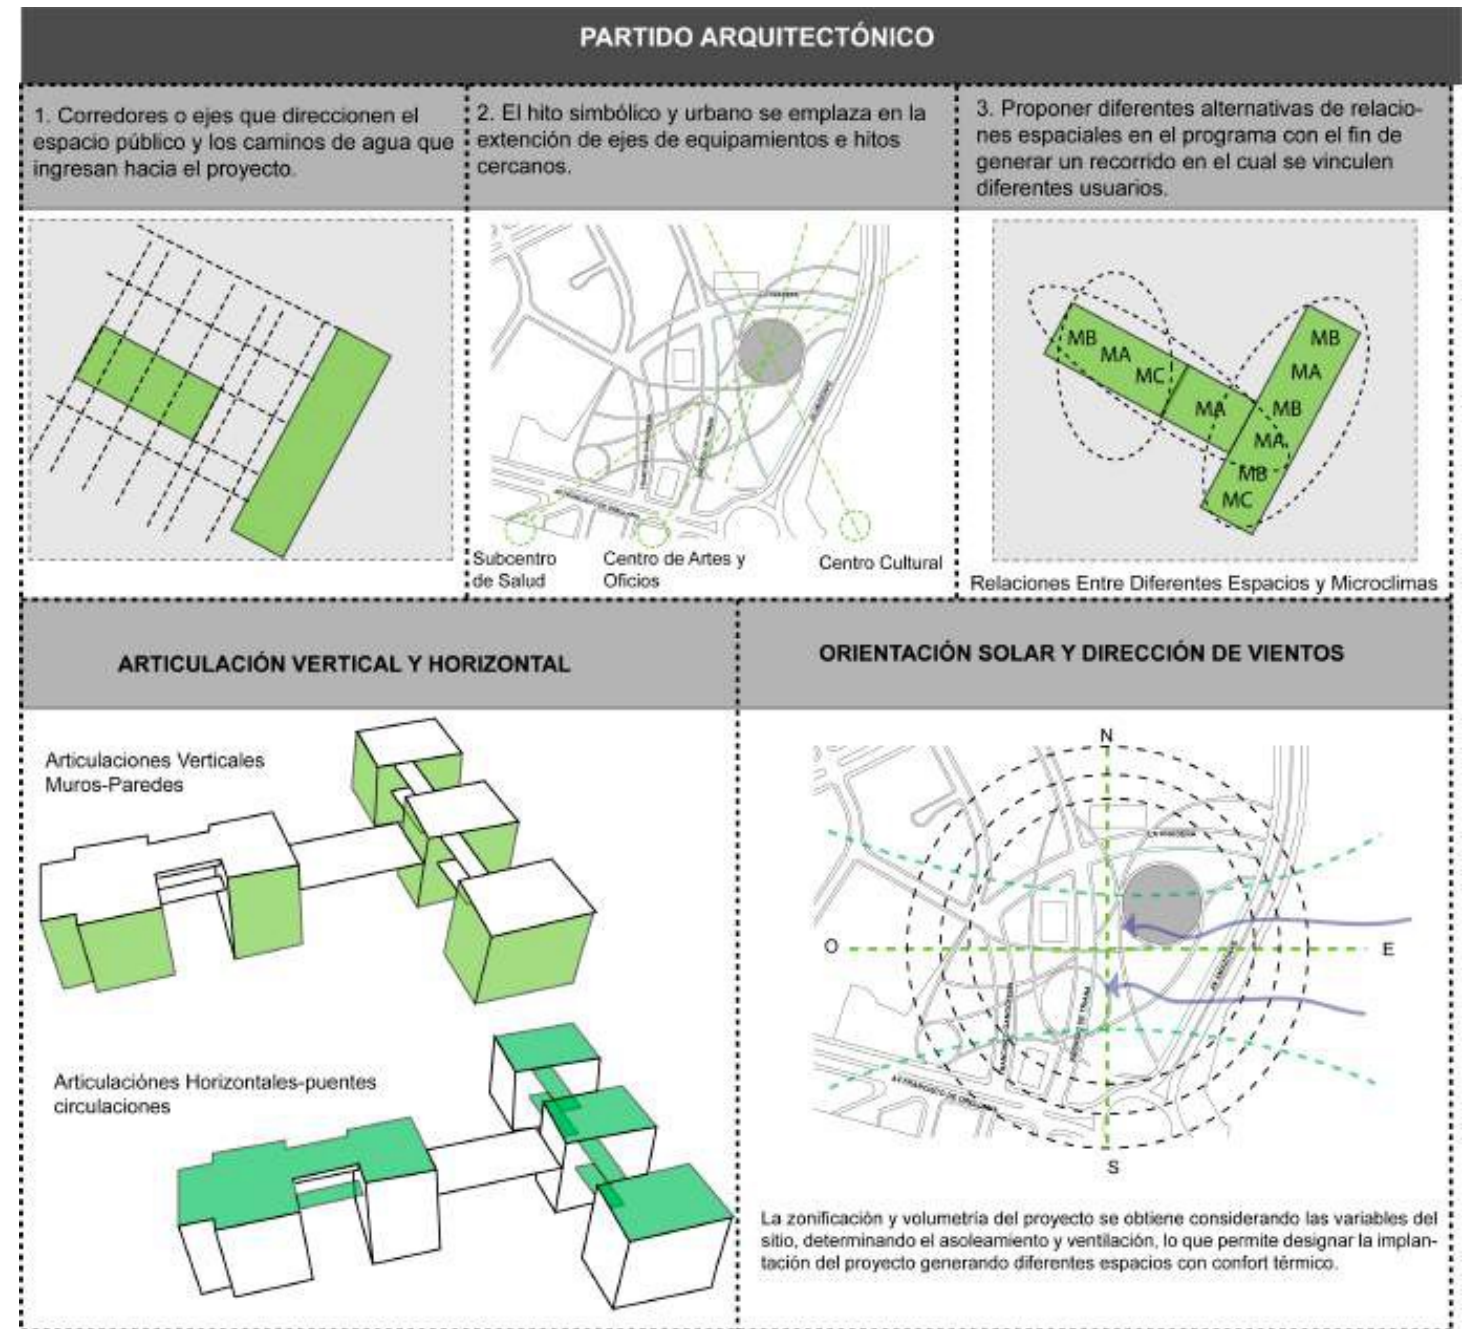 PARTIDO ARQUITECTÓNICO
1. Corredores o ejes que direccionen el
espacio público y los caminos de agua que
ingresan hacia el proyecto.
2. El hito simbólico y urbano se emplaza en la
extención de ejes de equipamientos e hitos
cercanos.
3. Proponer diferentes alternativas de relacio-
nes espaciales en el programa con el fin de
generar un recorrido en el cual se vinculen
diferentes usuarios.
Subcentro
de Salud
Centro de Artes y
Oficios
Centro Cultural
MB
MA
MC
MA
MB
MA
MB
MA
MB
MC
Relaciones Entre Diferentes Espacios y Microclimas
ARTICULACIÓN VERTICAL Y HORIZONTAL
Articulaciones Verticales
Muros-Paredes
Articulaciónes Horizontales-puentes
circulaciones
ORIENTACIÓN SOLAR Y DIRECCIÓN DE VIENTOS
N
O
E
S
La zonificación y volumetría del proyecto se obtiene considerando las variables del
sitio, determinando el asoleamiento y ventilación, lo que permite designar la implan-
tación del proyecto generando diferentes espacios con confort térmico.